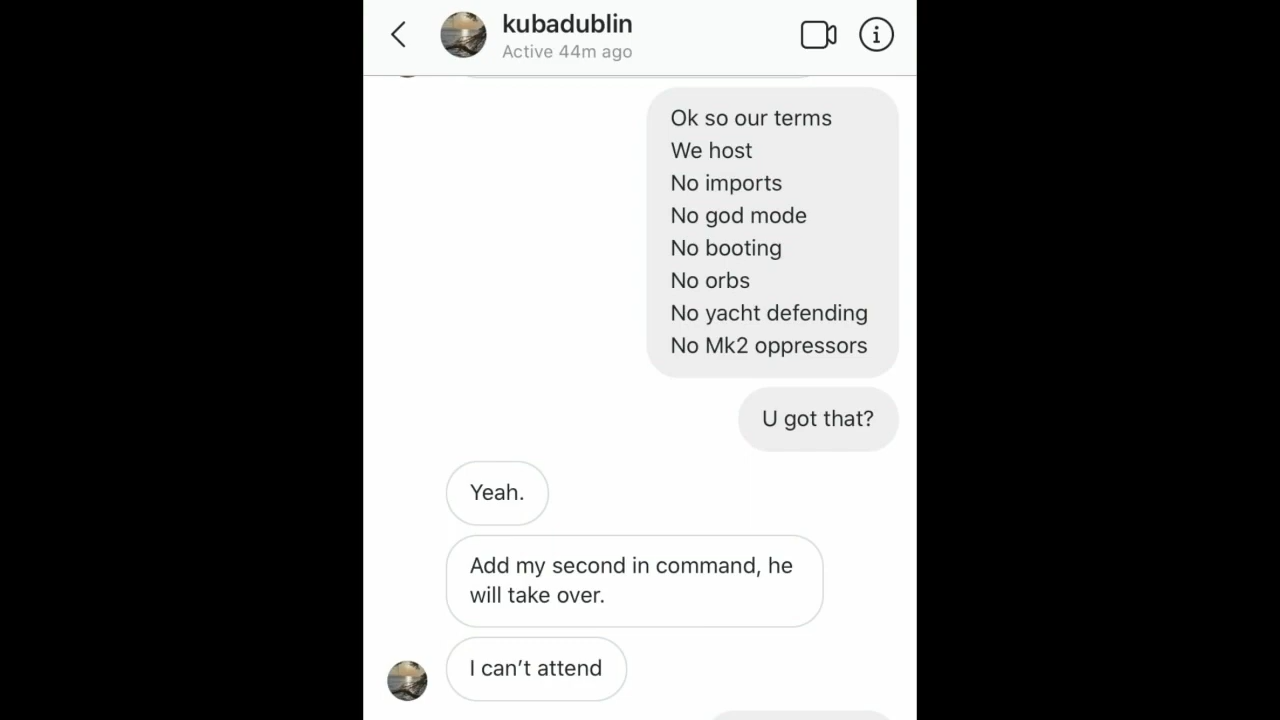 kubadublin
Active 44m ago
Ok so our terms
We host
No imports
No god mode
No booting
No orbs
No yacht defending
No Mk2 oppressors
U got that?
Yeah.
Add my second in command, he
will take over.
I can’t attend